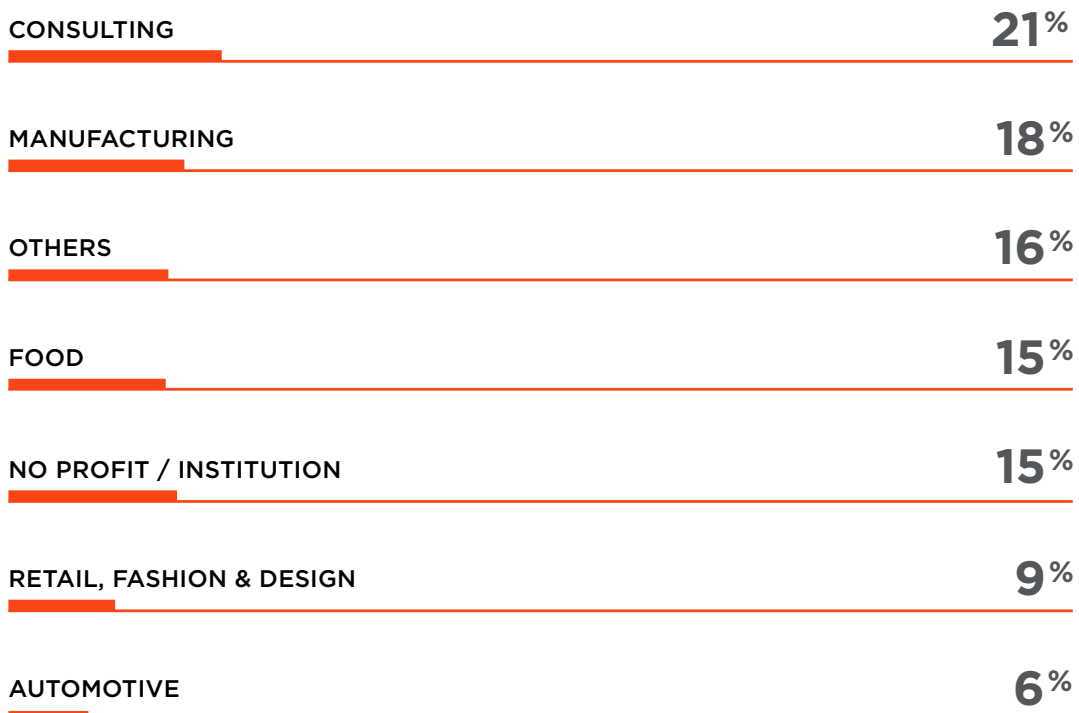 CONSULTING 21%
MANUFACTURING 18%
OTHERS 16%
FOOD 15%
NO PROFIT / INSTITUTION 15%
RETAIL, FASHION & DESIGN 9%
AUTOMOTIVE 6%